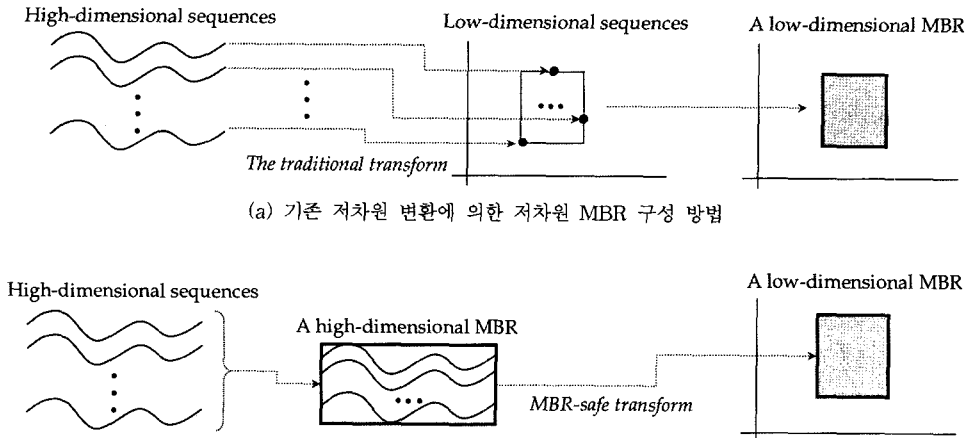 High-dimensional sequences
Low-dimensional sequences
A low-dimensional MBR
The traditional transform
(a) 기존 저차원 변환에 의한 저차원 MBR 구성 방법
High-dimensional sequences
A high-dimensional MBR
A low-dimensional MBR
MBR-safe transform